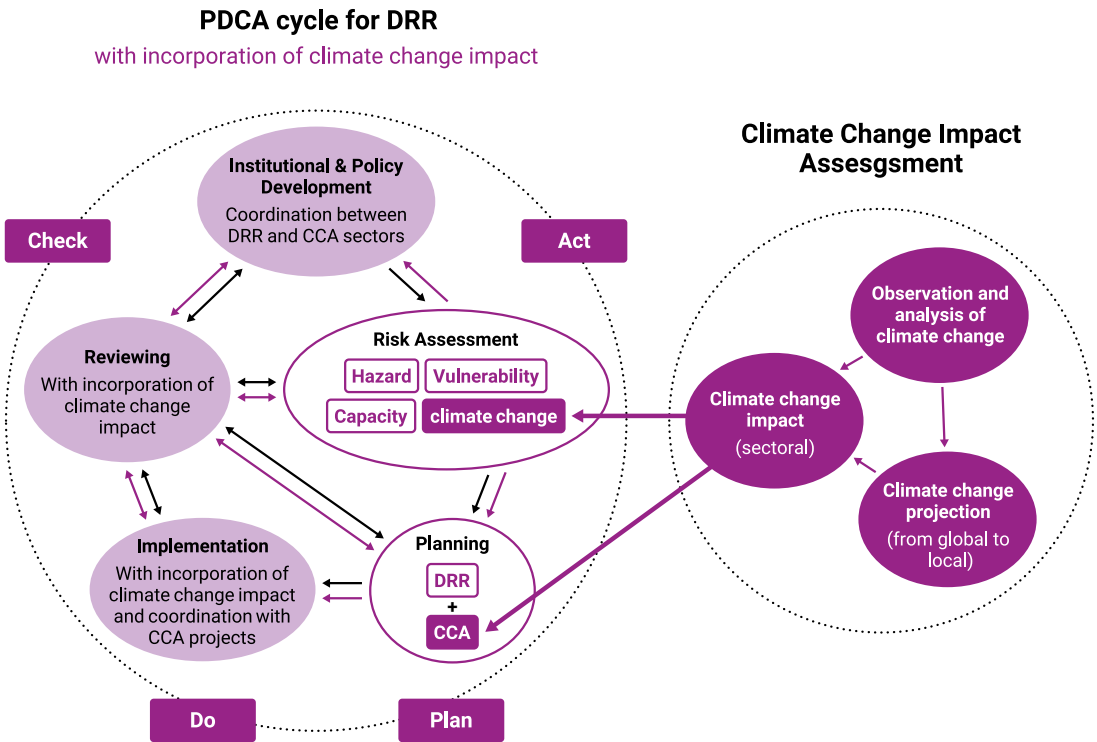 PDCA cycle for DRR
with incorporation of climate change impact
Institutional & Policy
Development
Coordination between
DRR and CCA sectors
Check
Act
Reviewing
With incorporation of
climate change
impact
Risk Assessment
Hazard
Vulnerability
Capacity
climate change
Implementation
With incorporation of
climate change impact
and coordination with
CCA projects
Planning
DRR
+
CCA
Do
Plan
Climate Change Impact
Assesgsment
Observation and
analysis of
climate change
Climate change
impact
(sectoral)
Climate change
projection
(from global to
local)